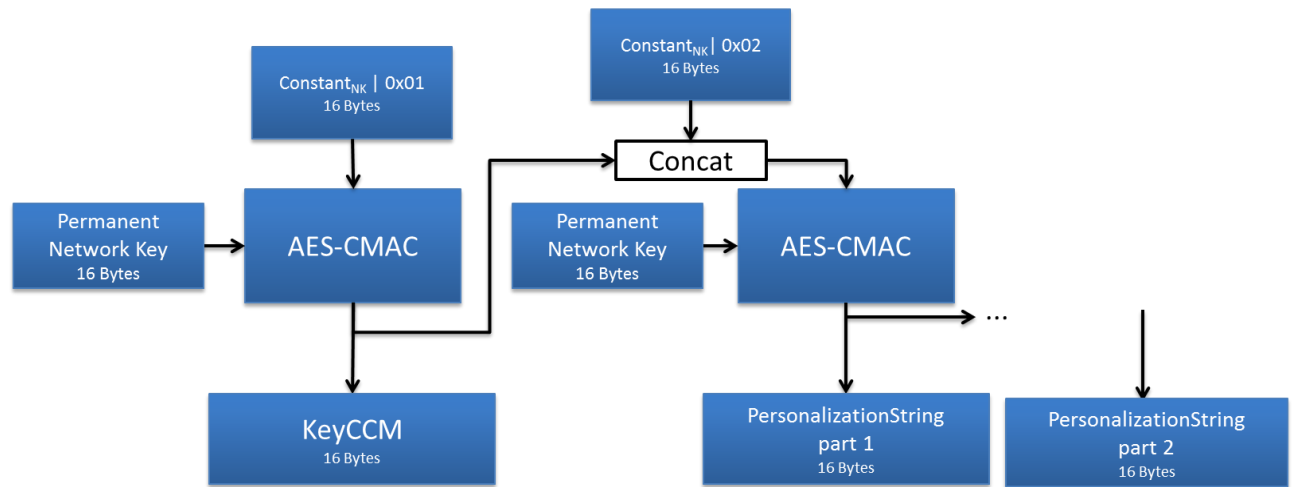 Constant_NK | 0x02
16 Bytes
Constant_NK | 0x01
16 Bytes
Concat
Permanent
Network Key
16 Bytes
AES-CMAC
Permanent
Network Key
16 Bytes
AES-CMAC
...
KeyCCM
16 Bytes
PersonalizationString
part 1
16 Bytes
PersonalizationString
part 2
16 Bytes